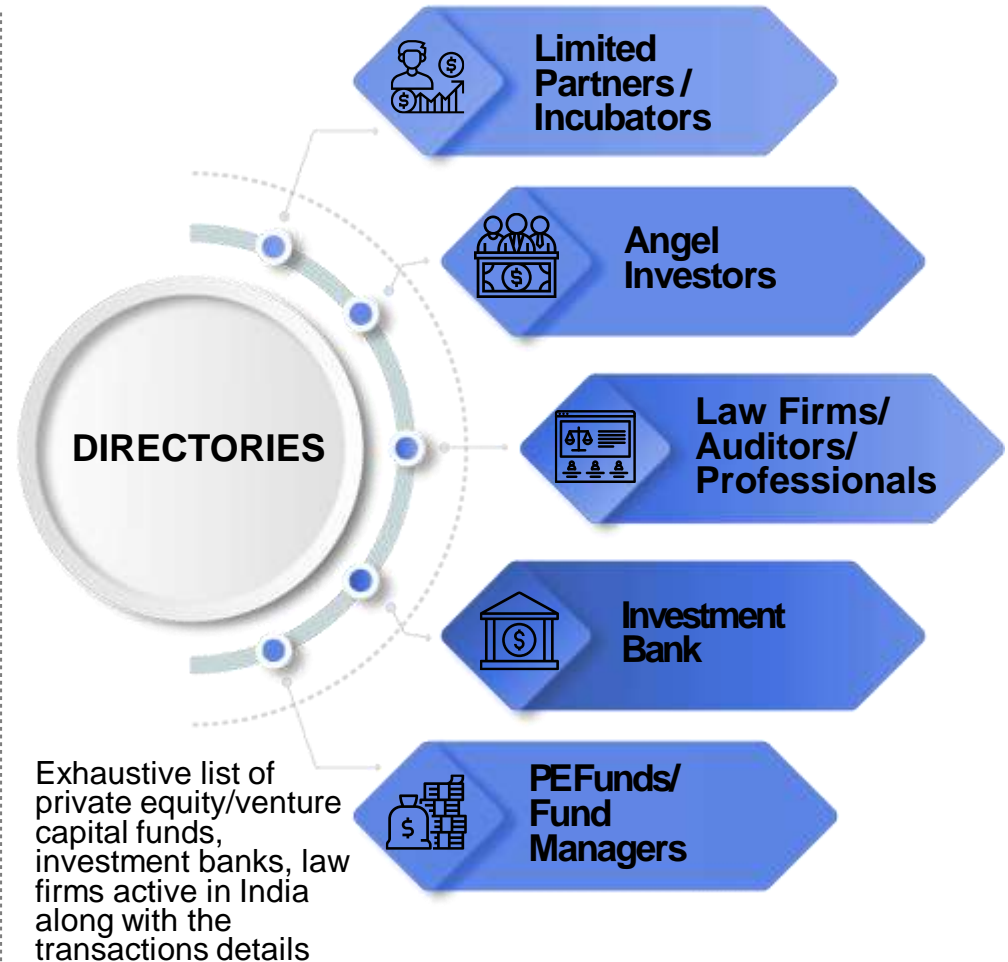 Limited
Partners /
Incubators
Angel
Investors
DIRECTORIES
Law Firms/
Auditors/
Professionals
Investment
Bank
PEFunds/
Fund
Managers
Exhaustive list of
private equity/venture
capital funds,
investment banks, law
firms active in India
along with the
transactions details